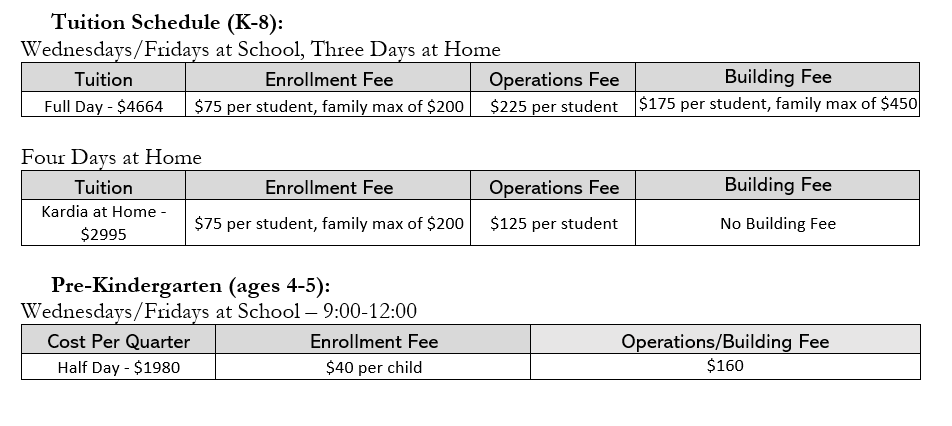 Tuition Schedule (K-8):
Wednesdays/Fridays at School, Three Days at Home
Tuition Enrollment Fee Operations Fee Building Fee
Full Day - $4664 $75 per student, family max of $200 $225 per student $175 per student, family max of $450
Four Days at Home
Tuition Enrollment Fee Operations Fee Building Fee
Kardia at Home -
$2995 $75 per student, family max of $200 $125 per student No Building Fee
Pre-Kindergarten (ages 4-5):
Wednesdays/Fridays at School – 9:00-12:00
Cost Per Quarter Enrollment Fee Operations/Building Fee
Half Day - $1980 $40 per child $160